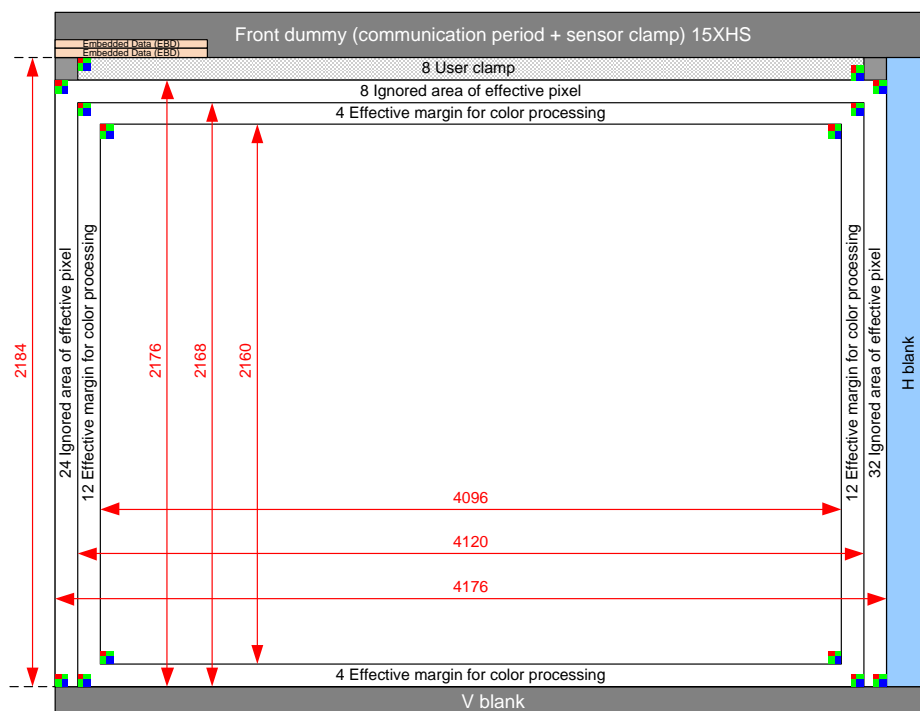 Front dummy (communication period + sensor clamp) 15XHS
Embedded Data (EBD)
Embedded Data (EBD)
8 User clamp
8 Ignored area of effective pixel
4 Effective margin for color processing
24 Ignored area of effective pixel
12 Effective margin for color processing
2184
2176
2168
2160
12 Effective margin for color processing
32 Ignored area of effective pixel
H blank
4096
4120
4176
4 Effective margin for color processing
V blank